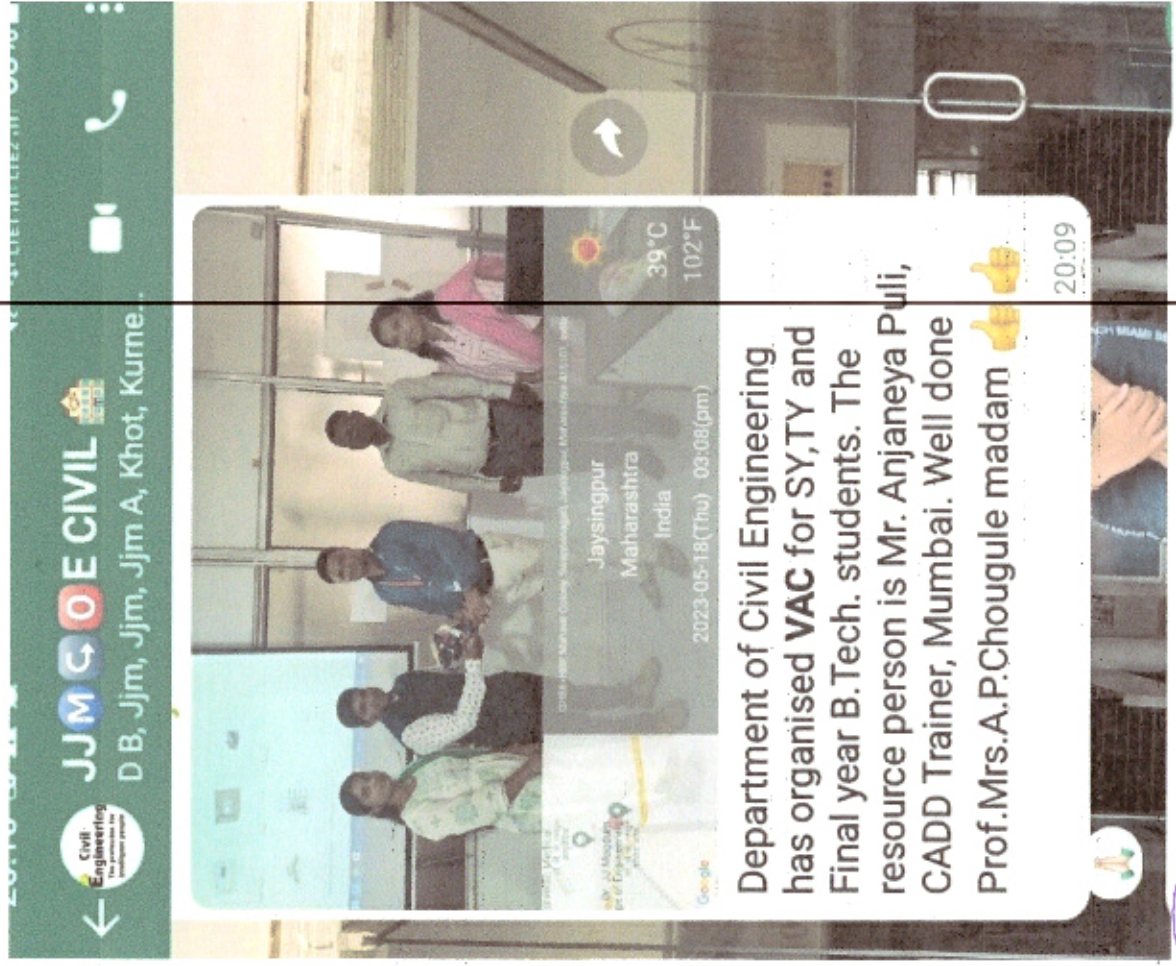 JJMCOE CIVIL
D B, Jjm, Jjm, Jjm A, Khot, Kurne...
Civil
Engineering
Jaysingpur
Maharashtra
India
2023-05-18(Thu) 03:08(pm)
39°C
102°F
Google
Department of Civil Engineering
has organised VAC for SY,TY and
Final year B.Tech. students. The
resource person is Mr. Anjaneya Puli,
CADD Trainer, Mumbai. Well done
Prof.Mrs.A.P.Chougule madam 👍👍
20:09